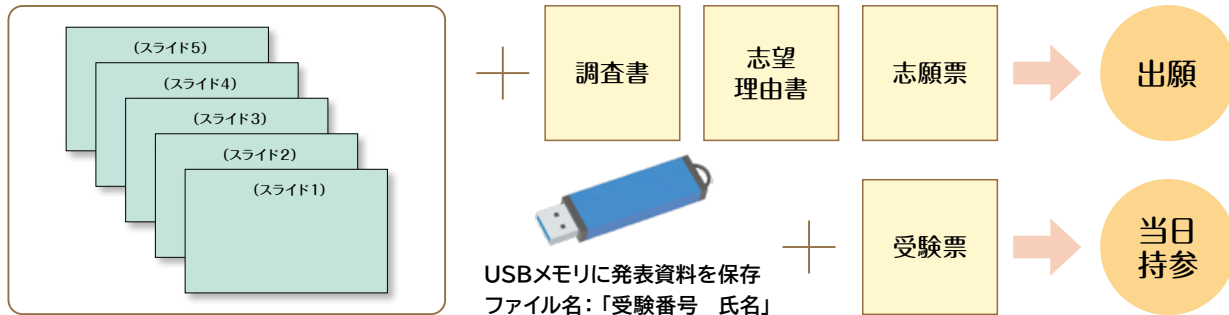 (スライド5)
(スライド4)
(スライド3)
(スライド2)
(スライド1)
調査書
志望
理由書
志願票
出願
USBメモリに発表資料を保存
ファイル名:「受験番号　氏名」
受験票
当日
持参